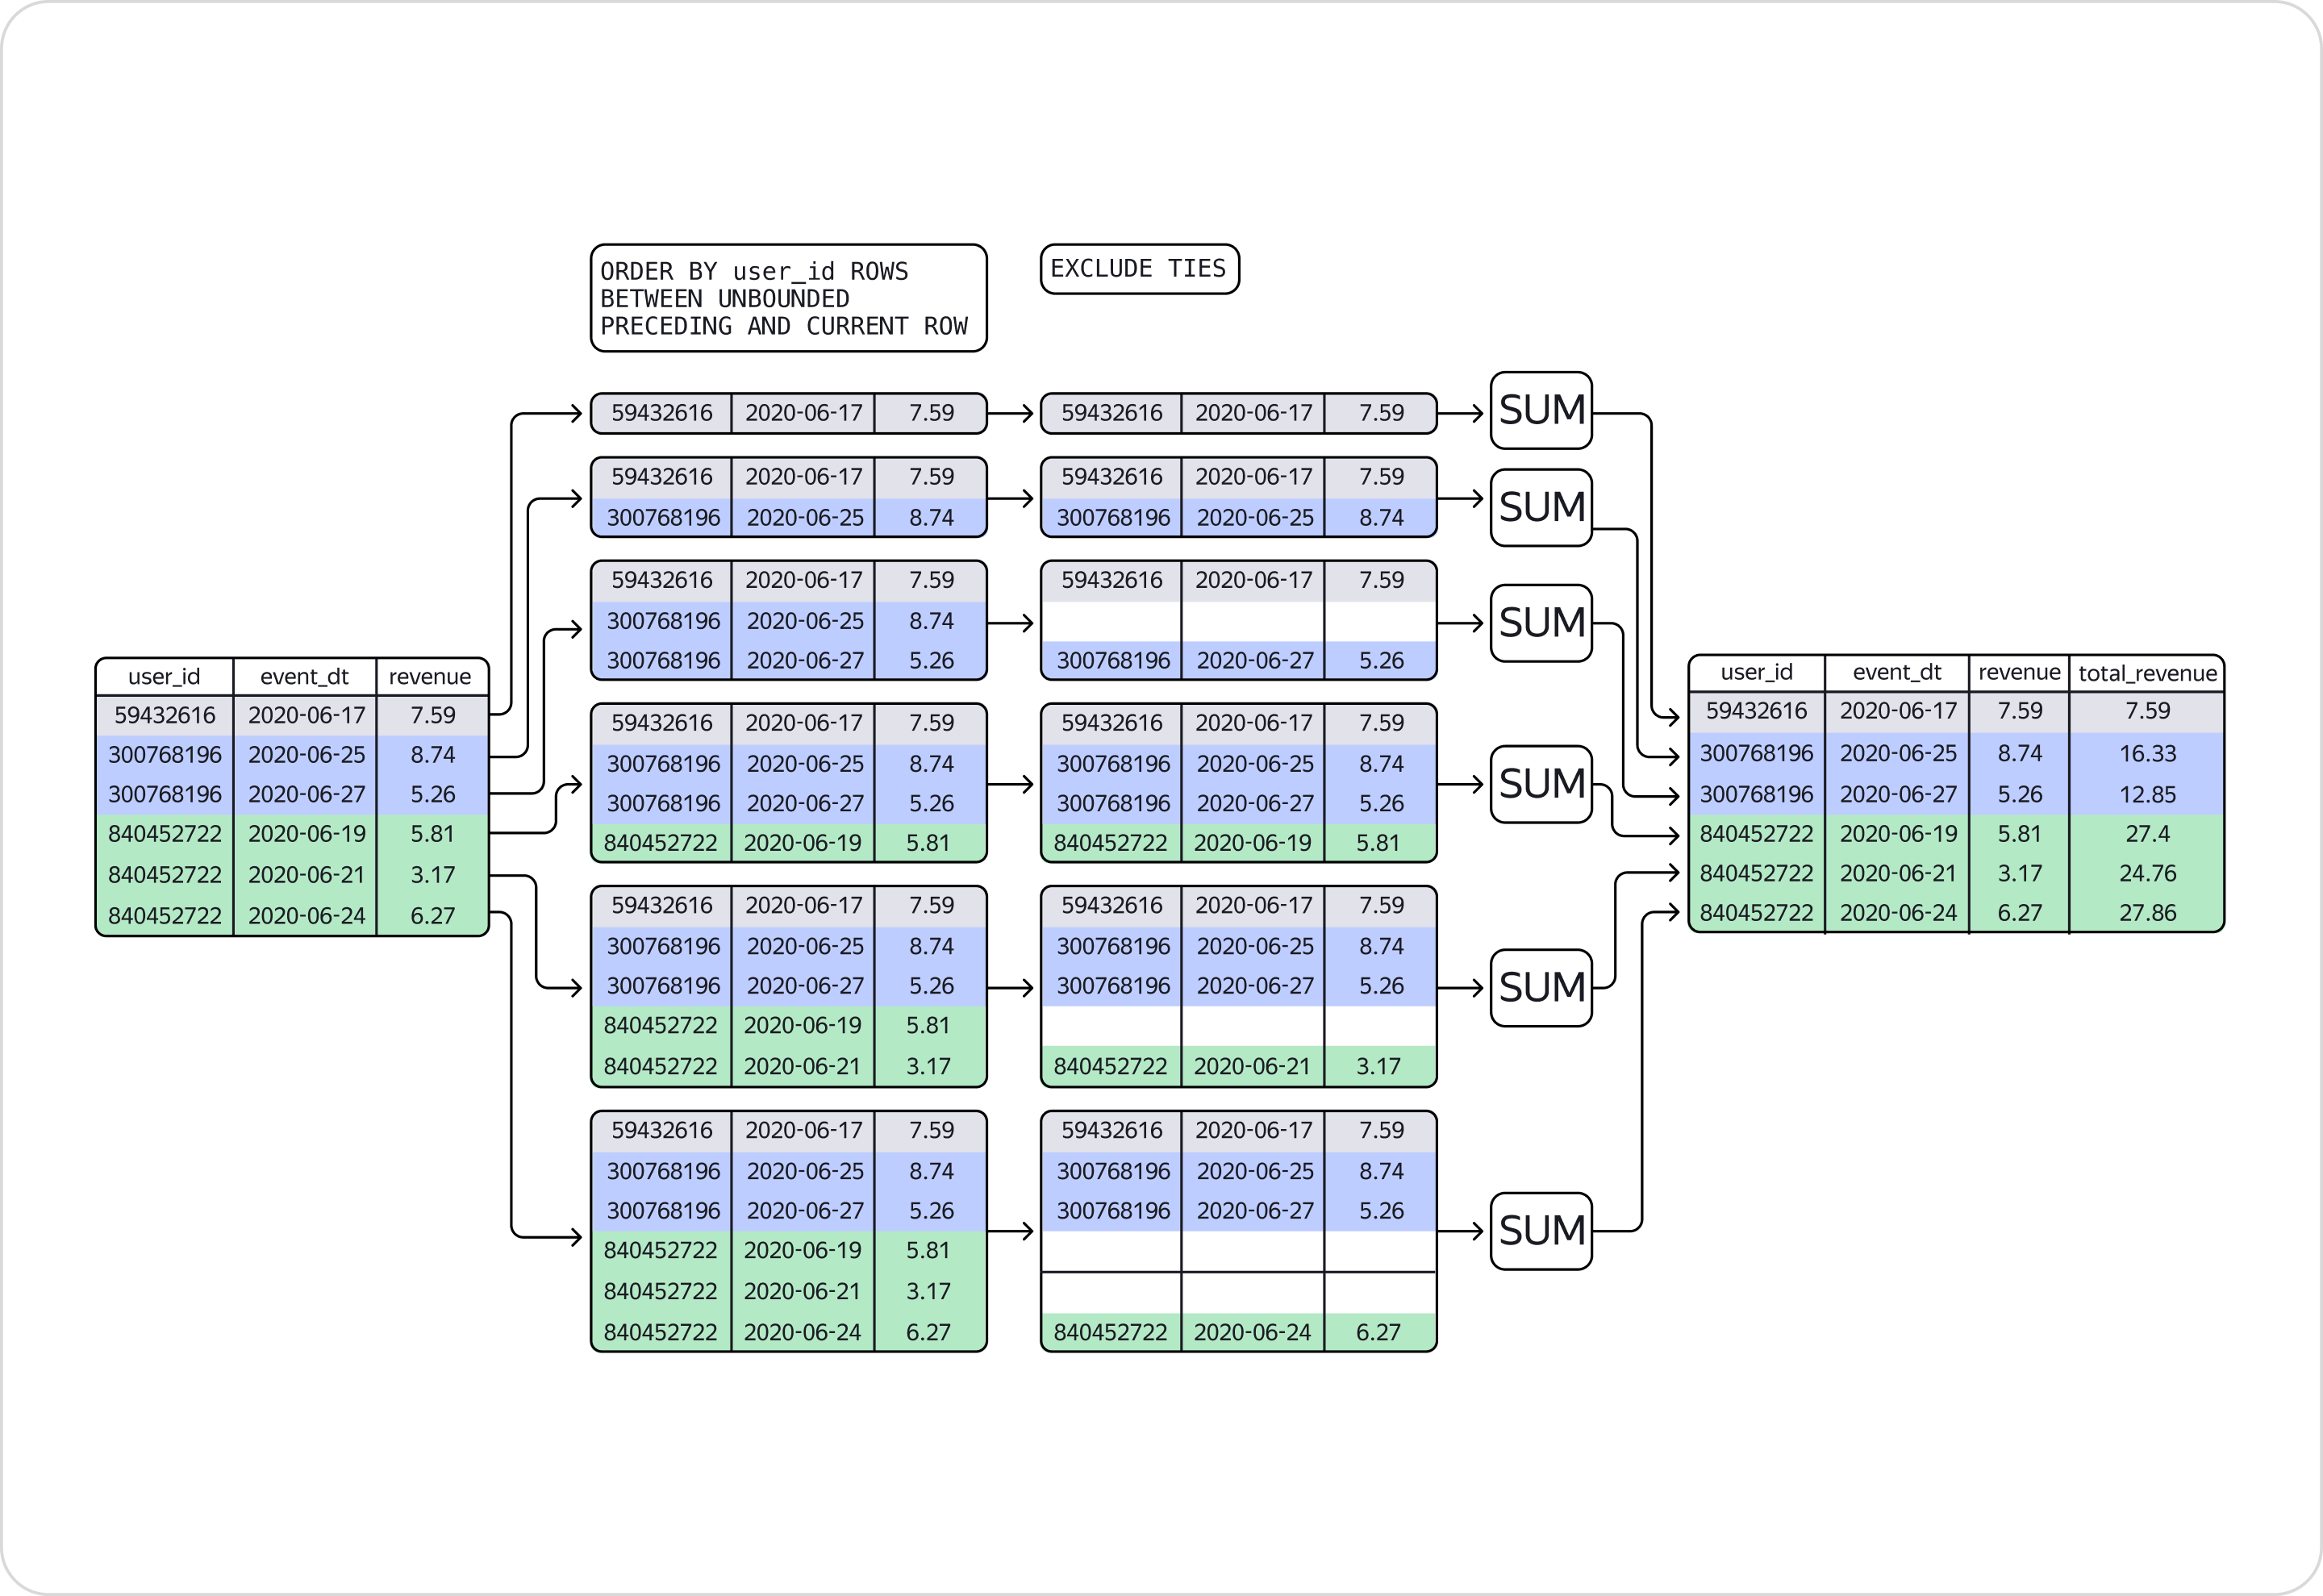 ORDER BY user_id ROWS
BETWEEN UNBOUNDED
PRECEDING AND CURRENT ROW
EXCLUDE TIES
user_id event_dt revenue
59432616 2020-06-17 7.59
300768196 2020-06-25 8.74
300768196 2020-06-27 5.26
840452722 2020-06-19 5.81
840452722 2020-06-21 3.17
840452722 2020-06-24 6.27
59432616 2020-06-17 7.59
59432616 2020-06-17 7.59
300768196 2020-06-25 8.74
59432616 2020-06-17 7.59
300768196 2020-06-25 8.74
300768196 2020-06-27 5.26
59432616 2020-06-17 7.59
300768196 2020-06-25 8.74
300768196 2020-06-27 5.26
840452722 2020-06-19 5.81
59432616 2020-06-17 7.59
300768196 2020-06-25 8.74
300768196 2020-06-27 5.26
840452722 2020-06-19 5.81
840452722 2020-06-21 3.17
59432616 2020-06-17 7.59
300768196 2020-06-25 8.74
300768196 2020-06-27 5.26
840452722 2020-06-19 5.81
840452722 2020-06-21 3.17
840452722 2020-06-24 6.27
59432616 2020-06-17 7.59
59432616 2020-06-17 7.59
300768196 2020-06-25 8.74
59432616 2020-06-17 7.59
300768196 2020-06-27 5.26
59432616 2020-06-17 7.59
300768196 2020-06-25 8.74
300768196 2020-06-27 5.26
840452722 2020-06-19 5.81
59432616 2020-06-17 7.59
300768196 2020-06-25 8.74
300768196 2020-06-27 5.26
840452722 2020-06-21 3.17
59432616 2020-06-17 7.59
300768196 2020-06-25 8.74
300768196 2020-06-27 5.26
840452722 2020-06-24 6.27
SUM
SUM
SUM
SUM
SUM
SUM
user_id event_dt revenue total_revenue
59432616 2020-06-17 7.59 7.59
300768196 2020-06-25 8.74 16.33
300768196 2020-06-27 5.26 12.85
840452722 2020-06-19 5.81 27.4
840452722 2020-06-21 3.17 24.76
840452722 2020-06-24 6.27 27.86